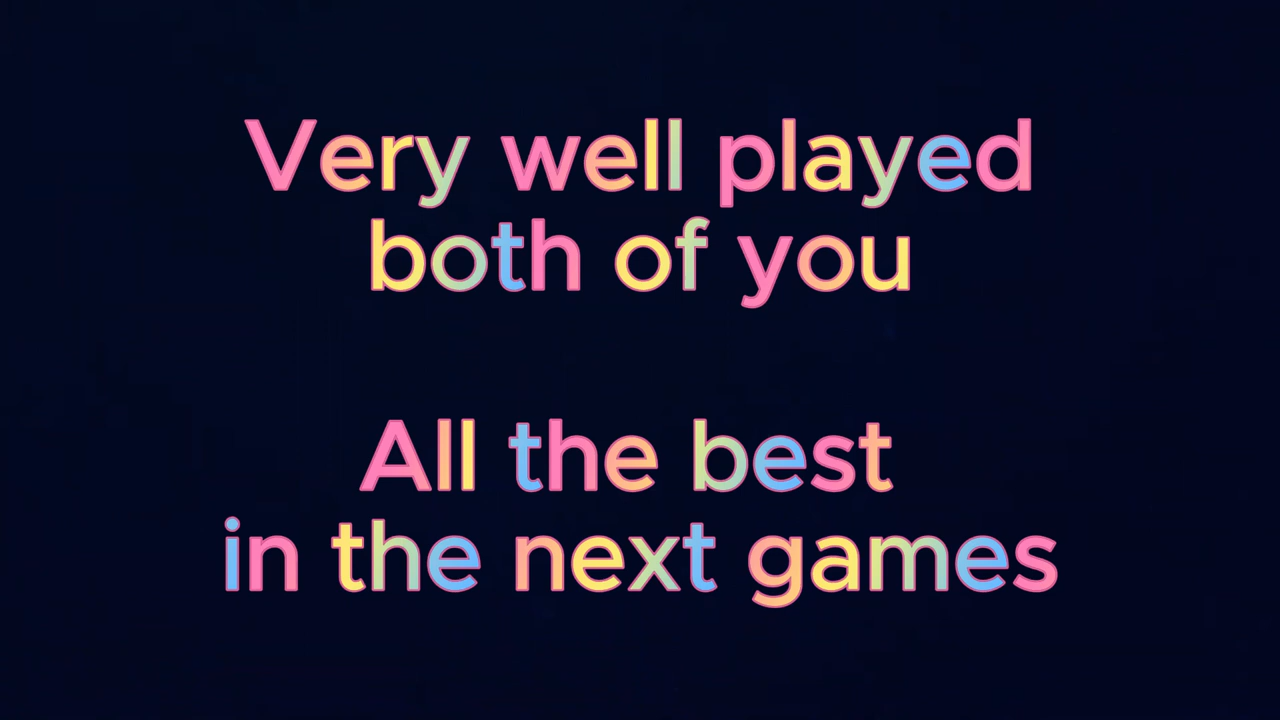 Very well played
both of you
All the best
in the next games